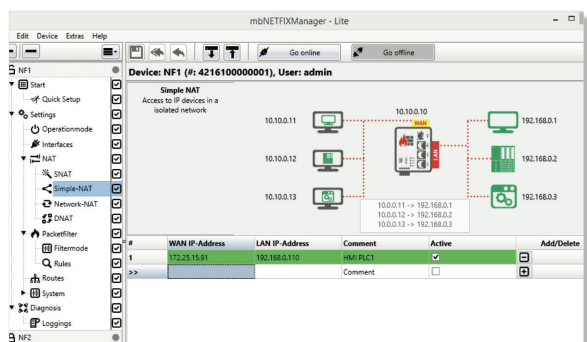 mbNETFIXManager - Lite
Edit Device Extras Help
Go online
Go offline
NF1
Start
Quick Setup
Settings
Operationmode
Interfaces
NAT
SNAT
Simple-NAT
Network-NAT
DNAT
Packetfilter
Filtermode
Rules
Routes
System
Diagnosis
Loggings
NF2
Device: NF1 (#: 4216100000001), User: admin
Simple NAT
Access to IP devices in a
isolated network
10.10.0.10
WAN
LAN
10.10.0.11
192.168.0.1
10.10.0.12
192.168.0.2
10.10.0.13
192.168.0.3
10.0.0.11 -> 192.168.0.1
10.0.0.12 -> 192.168.0.2
10.0.0.13 -> 192.168.0.3
# WAN IP-Address LAN IP-Address Comment Active Add/Delete
1 172.25.15.91 192.168.0.110 HMI PLC1
>> Comment